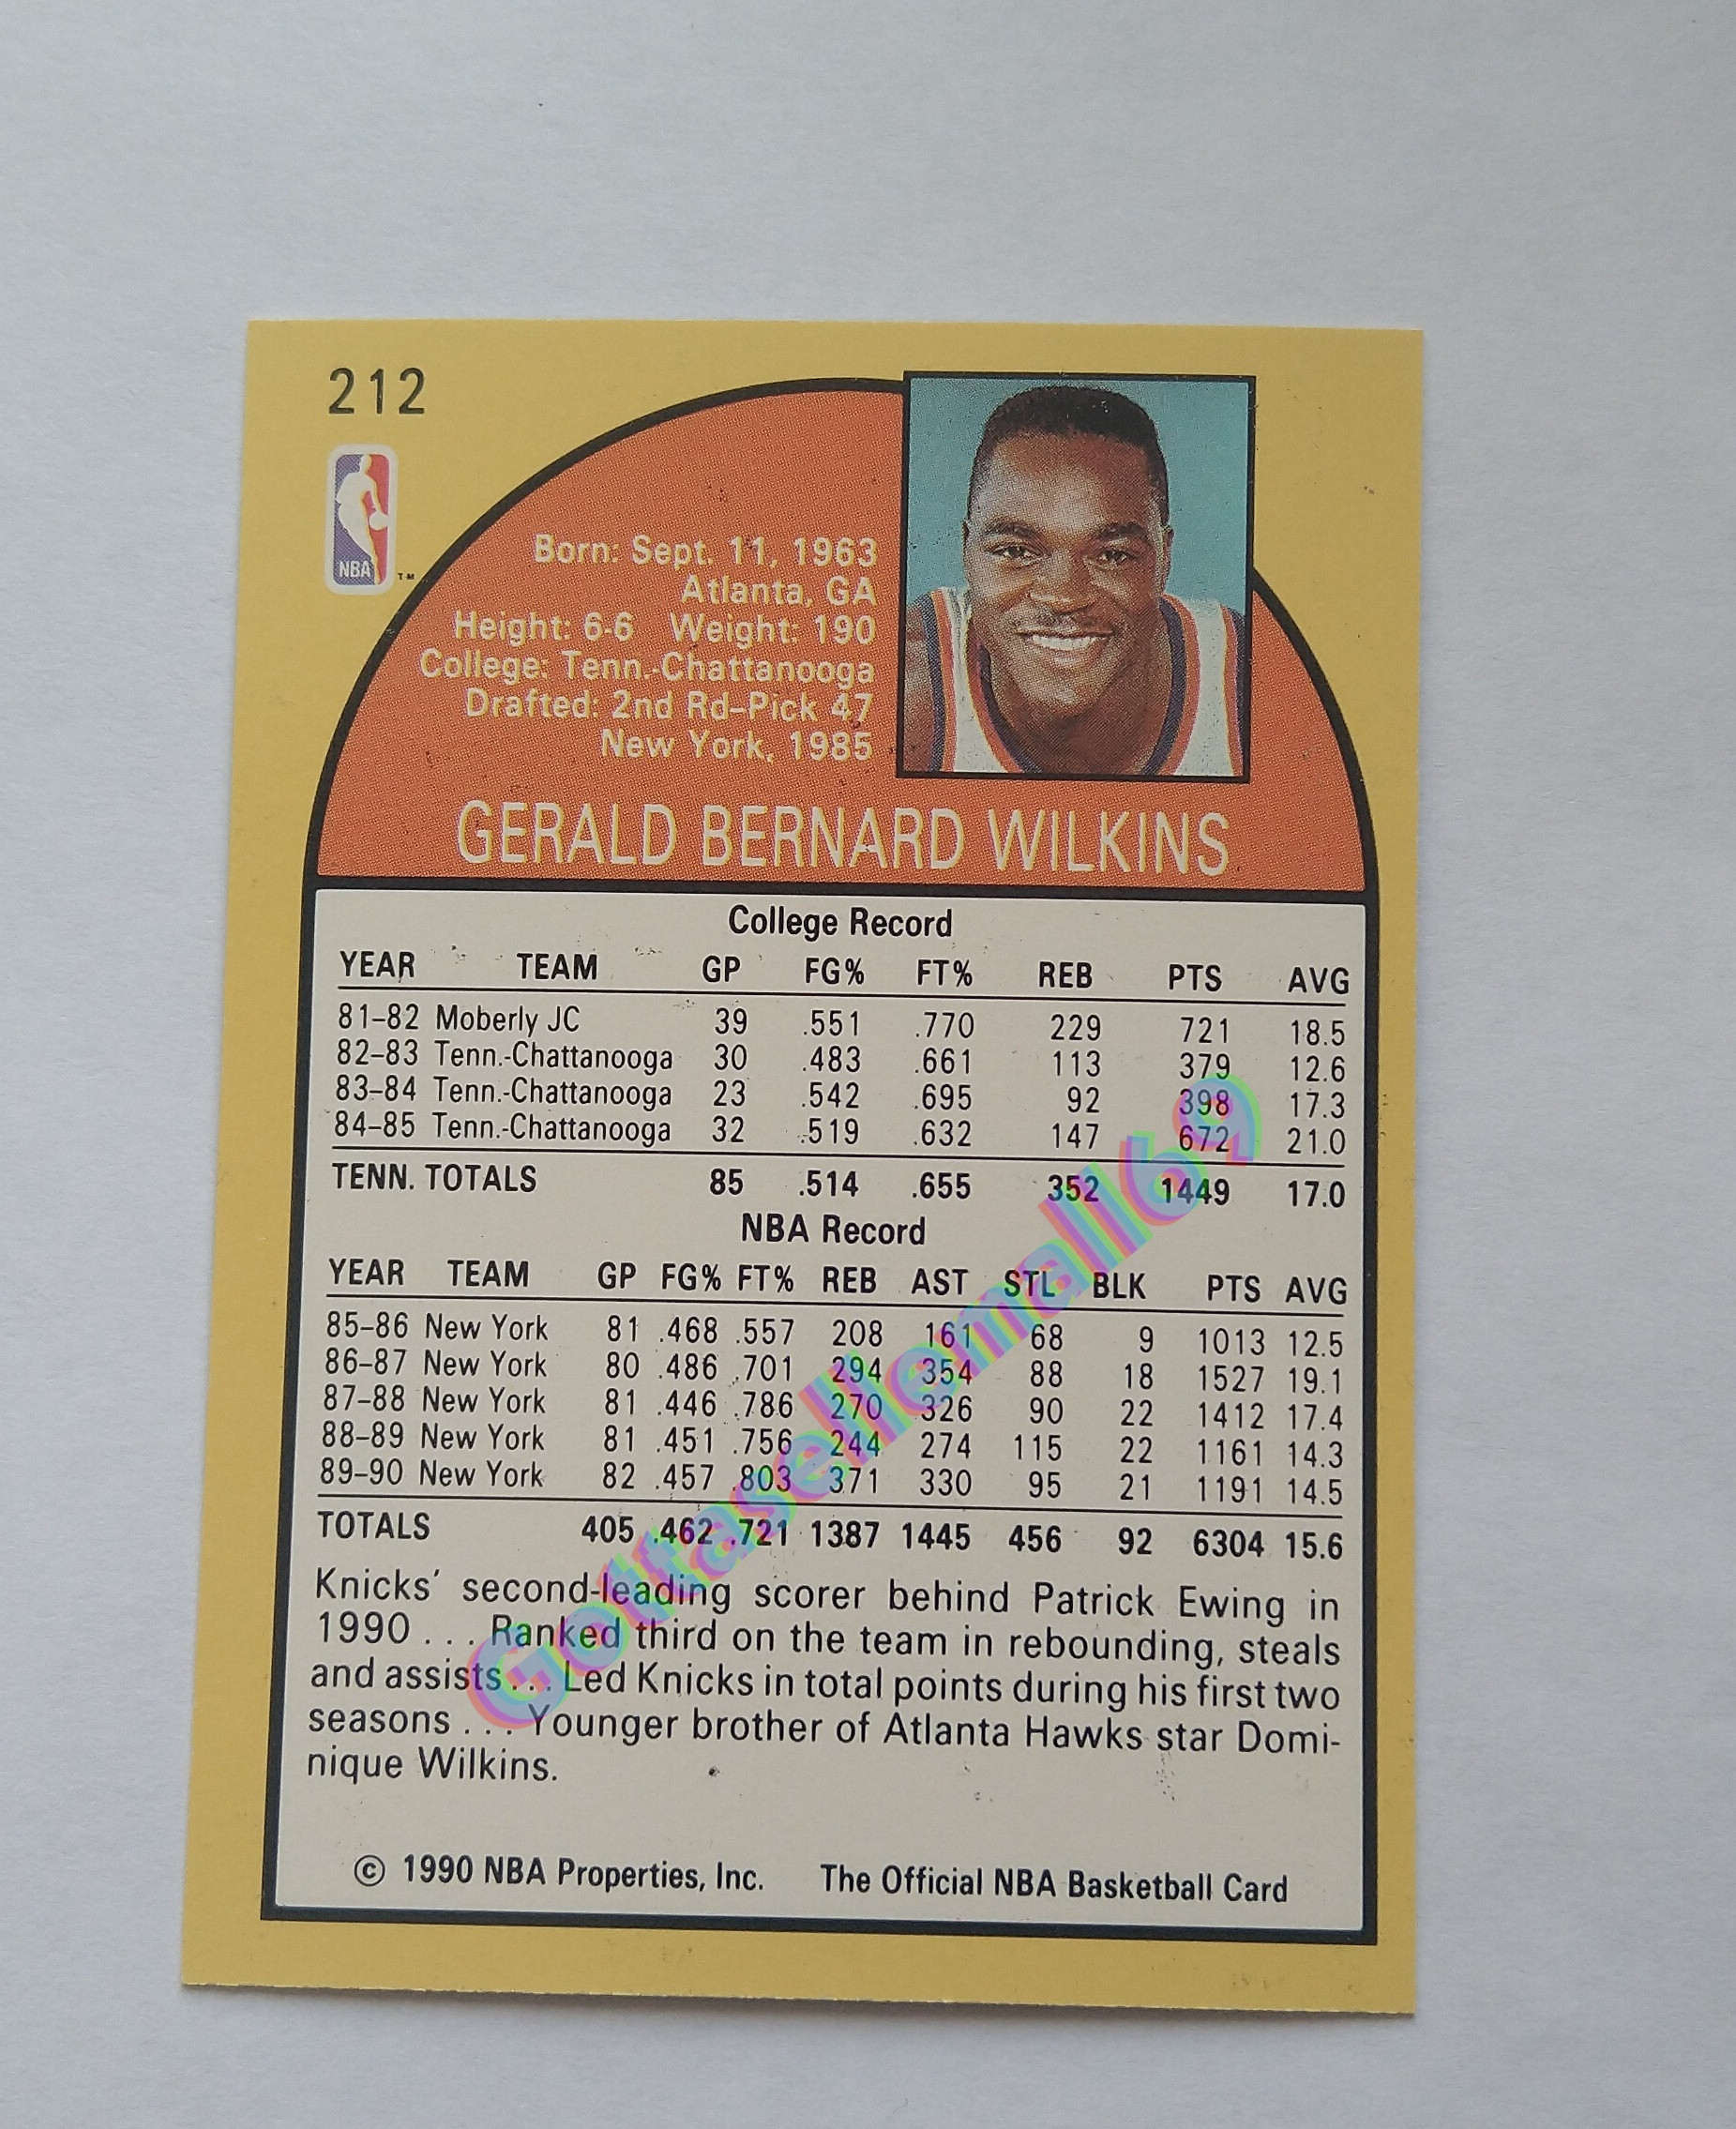 212
NBA
TM
Born: Sept. 11, 1963
Atlanta, GA
Height: 6-6 Weight: 190
College: Tenn.-Chattanooga
Drafted: 2nd Rd-Pick 47
New York, 1985
GERALD BERNARD WILKINS
College Record
YEAR TEAM GP FG% FT% REB PTS AVG
81-82 Moberly JC 39 .551 .770 229 721 18.5
82-83 Tenn.-Chattanooga 30 .483 .661 113 379 12.6
83-84 Tenn.-Chattanooga 23 .542 .695 92 398 17.3
84-85 Tenn.-Chattanooga 32 .519 .632 147 672 21.0
TENN. TOTALS 85 .514 .655 352 1449 17.0
NBA Record
YEAR TEAM GP FG% FT% REB AST STL BLK PTS AVG
85-86 New York 81 .468 .557 208 161 68 9 1013 12.5
86-87 New York 80 .486 .701 294 354 88 18 1527 19.1
87-88 New York 81 .446 .786 270 326 90 22 1412 17.4
88-89 New York 81 .451 .756 244 274 115 22 1161 14.3
89-90 New York 82 .457 .803 371 330 95 21 1191 14.5
TOTALS 405 .462 .721 1387 1445 456 92 6304 15.6
Knicks' second-leading scorer behind Patrick Ewing in
1990 . . . Ranked third on the team in rebounding, steals
and assists . . . Led Knicks in total points during his first two
seasons . . . Younger brother of Atlanta Hawks star Domi-
nique Wilkins.
© 1990 NBA Properties, Inc. The Official NBA Basketball Card
Gottasellemall69